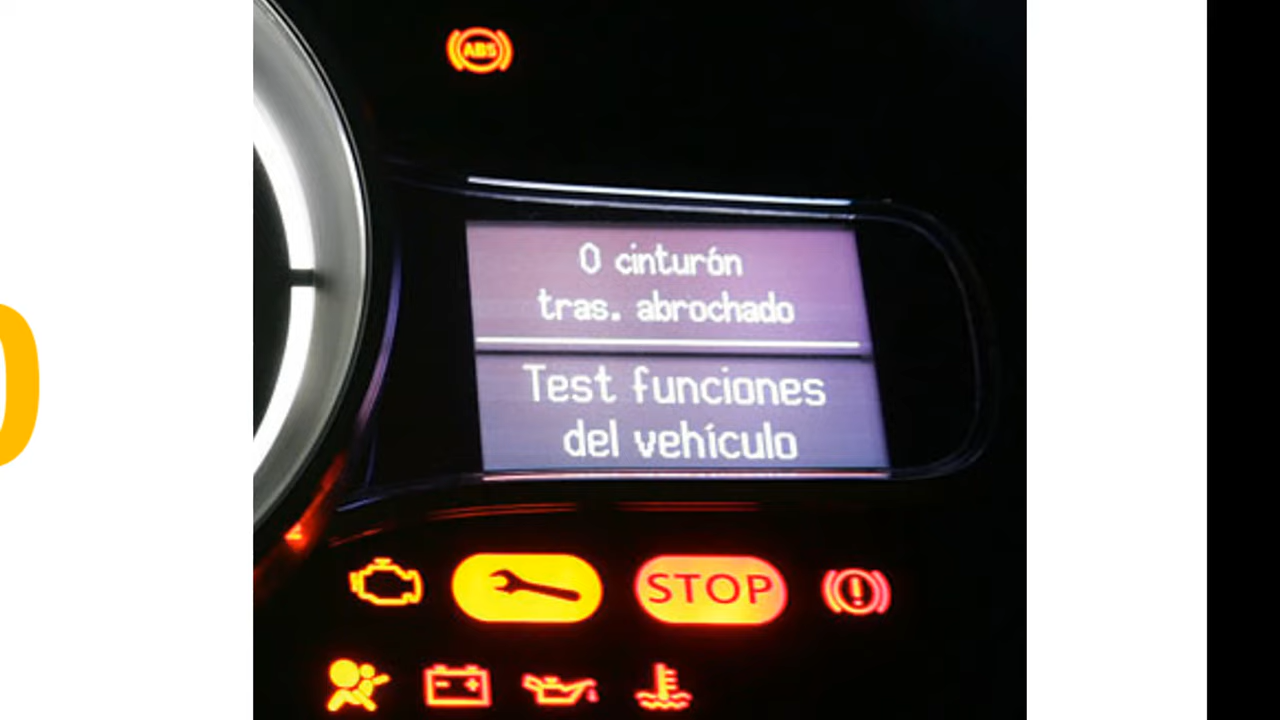 ABS
0 cinturón
tras. abrochado
Test funciones
del vehículo
STOP